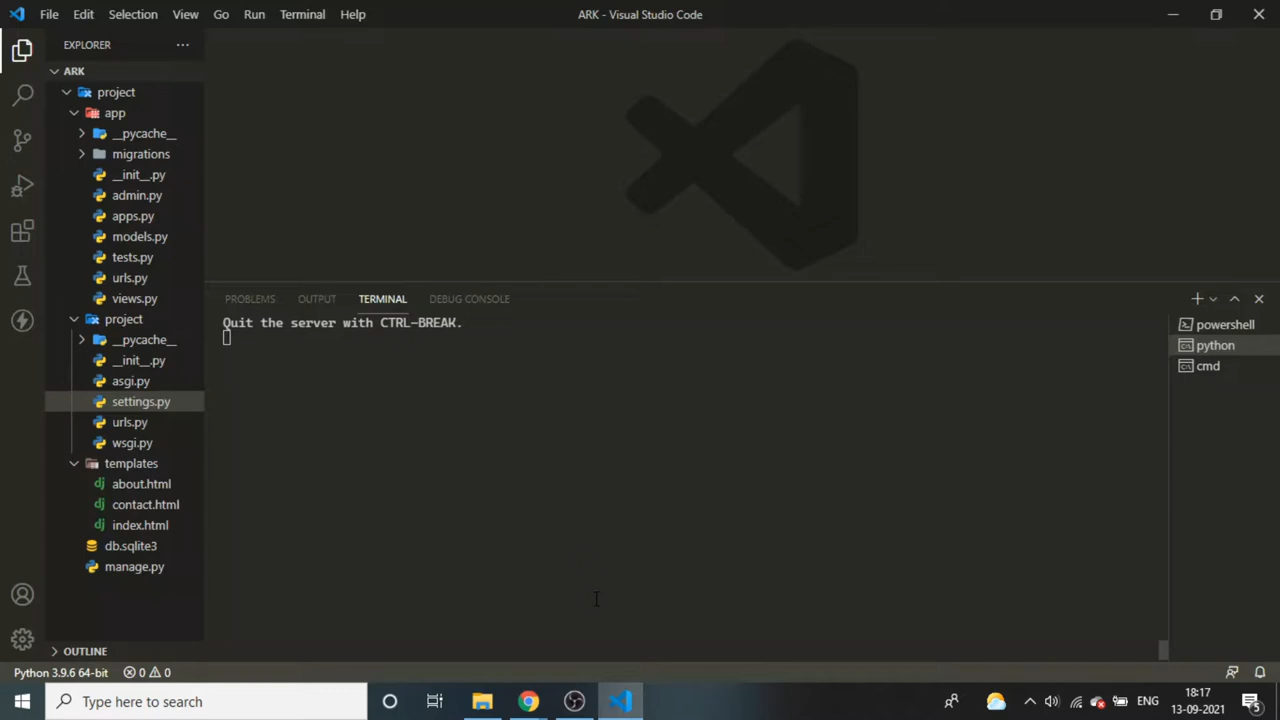 File Edit Selection View Go Run Terminal Help
ARK - Visual Studio Code
EXPLORER
ARK
project
app
__pycache__
migrations
__init__.py
admin.py
apps.py
models.py
tests.py
urls.py
views.py
project
__pycache__
__init__.py
asgi.py
settings.py
urls.py
wsgi.py
templates
about.html
contact.html
index.html
db.sqlite3
manage.py
OUTLINE
PROBLEMS OUTPUT TERMINAL DEBUG CONSOLE
Quit the server with CTRL-BREAK.
powershell
python
cmd
Python 3.9.6 64-bit 0 0
Type here to search
ENG
18:17
13-09-2021
5